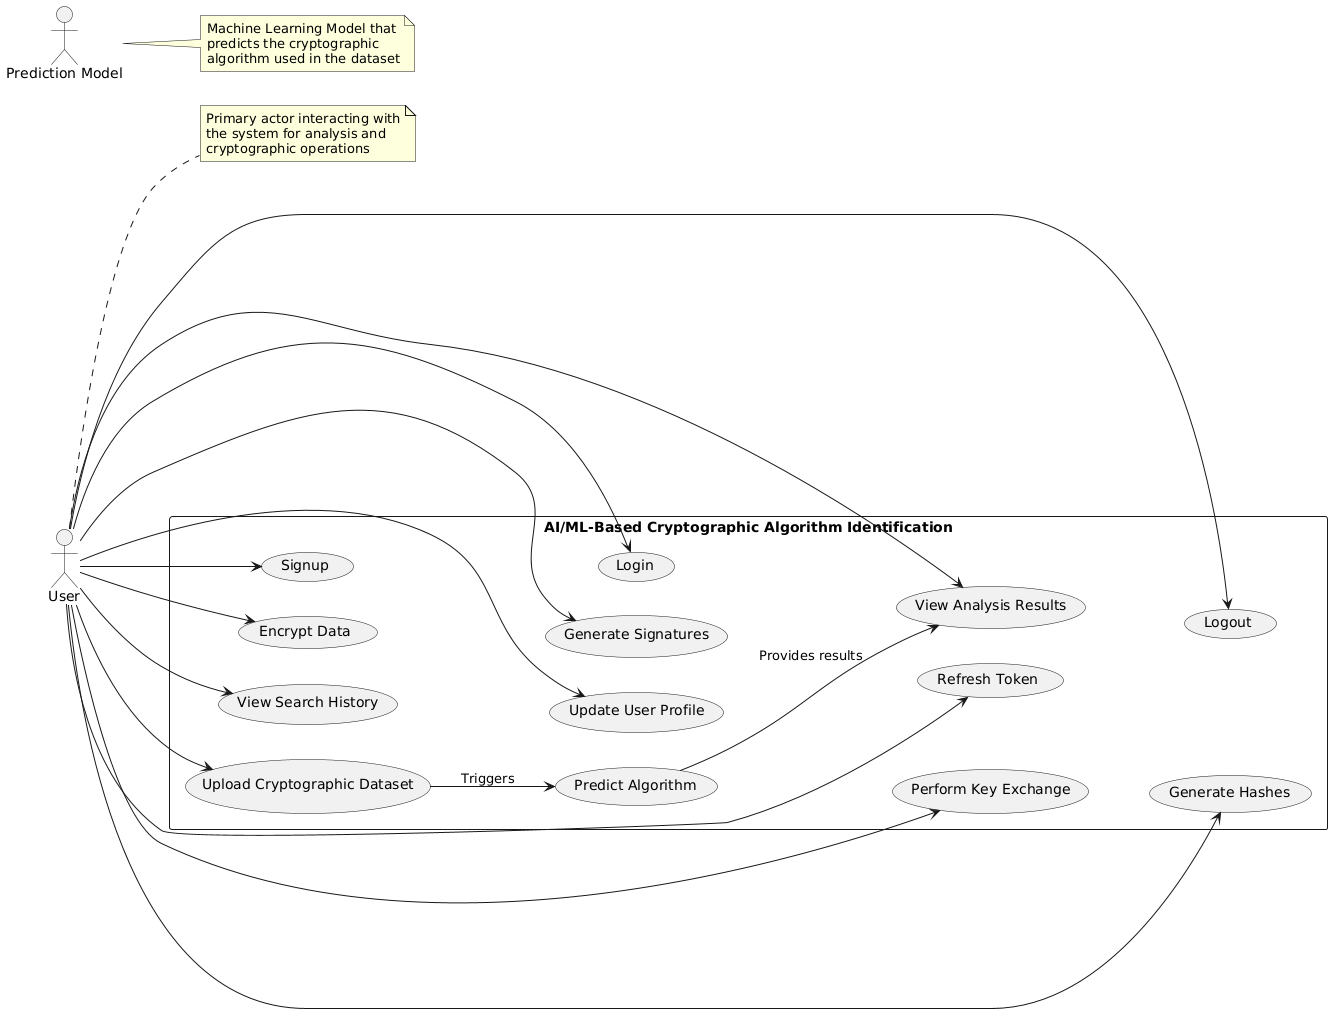 Machine Learning Model that
predicts the cryptographic
algorithm used in the dataset
Prediction Model
Primary actor interacting with
the system for analysis and
cryptographic operations
AI/ML-Based Cryptographic Algorithm Identification
User
Signup
Login
View Analysis Results
Logout
Encrypt Data
Generate Signatures
Provides results
Refresh Token
View Search History
Update User Profile
Triggers
Upload Cryptographic Dataset
Predict Algorithm
Perform Key Exchange
Generate Hashes